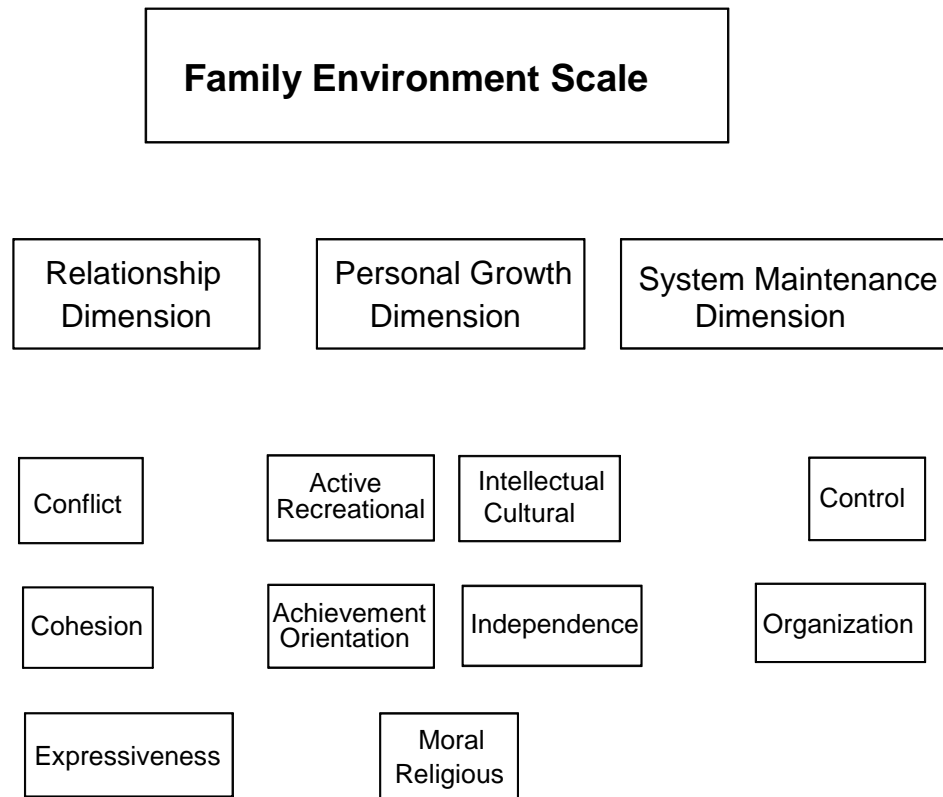 Family Environment Scale
Relationship
Dimension
Personal Growth
Dimension
System Maintenance
Dimension
Conflict
Active
Recreational
Intellectual
Cultural
Control
Cohesion
Achievement
Orientation
Independence
Organization
Expressiveness
Moral
Religious